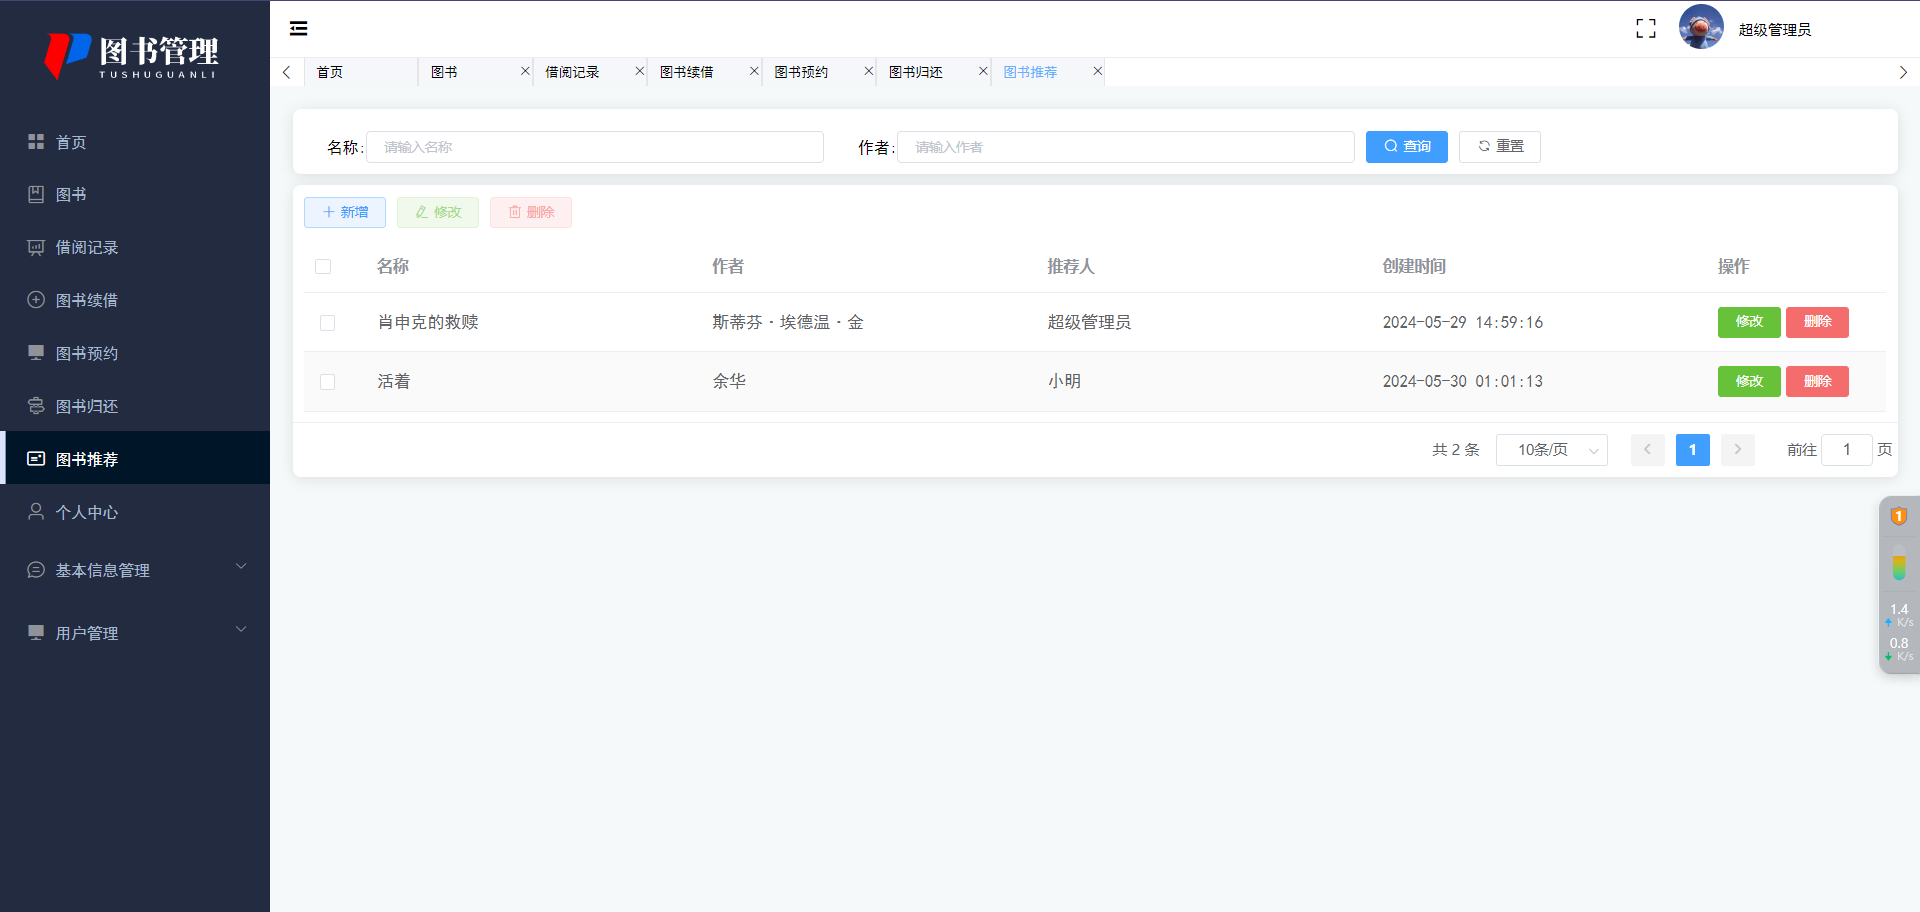 图书管理
TUSHUGUANLI
首页
图书
借阅记录
图书续借
图书预约
图书归还
图书推荐
个人中心
基本信息管理
用户管理
超级管理员
首页 图书 借阅记录 图书续借 图书预约 图书归还 图书推荐
名称: 请输入名称 作者: 请输入作者 查询 重置
新增 修改 删除
名称 作者 推荐人 创建时间 操作
肖申克的救赎 斯蒂芬·埃德温·金 超级管理员 2024-05-29 14:59:16 修改 删除
活着 余华 小明 2024-05-30 01:01:13 修改 删除
共 2 条 10条/页 1 前往 1 页
1
1.4
K/s
0.8
K/s